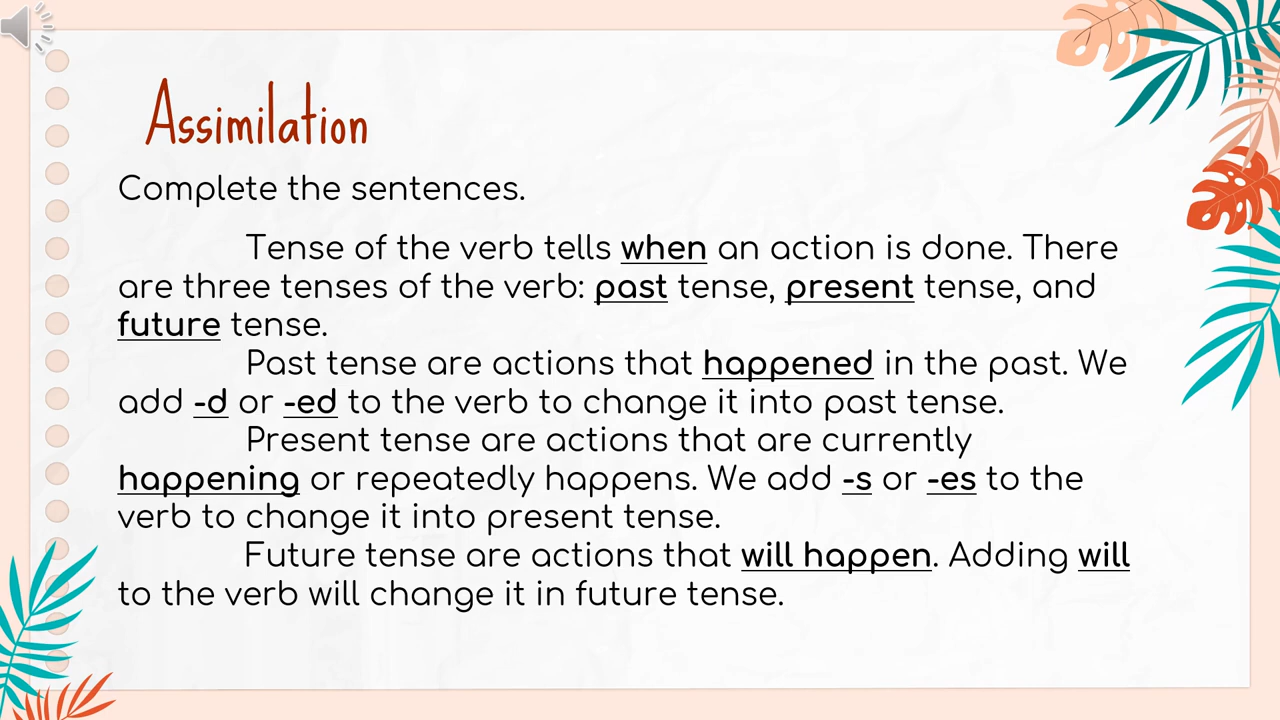 Assimilation
Complete the sentences.
Tense of the verb tells when an action is done. There
are three tenses of the verb: past tense, present tense, and
future tense.
Past tense are actions that happened in the past. We
add -d or -ed to the verb to change it into past tense.
Present tense are actions that are currently
happening or repeatedly happens. We add -s or -es to the
verb to change it into present tense.
Future tense are actions that will happen. Adding will
to the verb will change it in future tense.